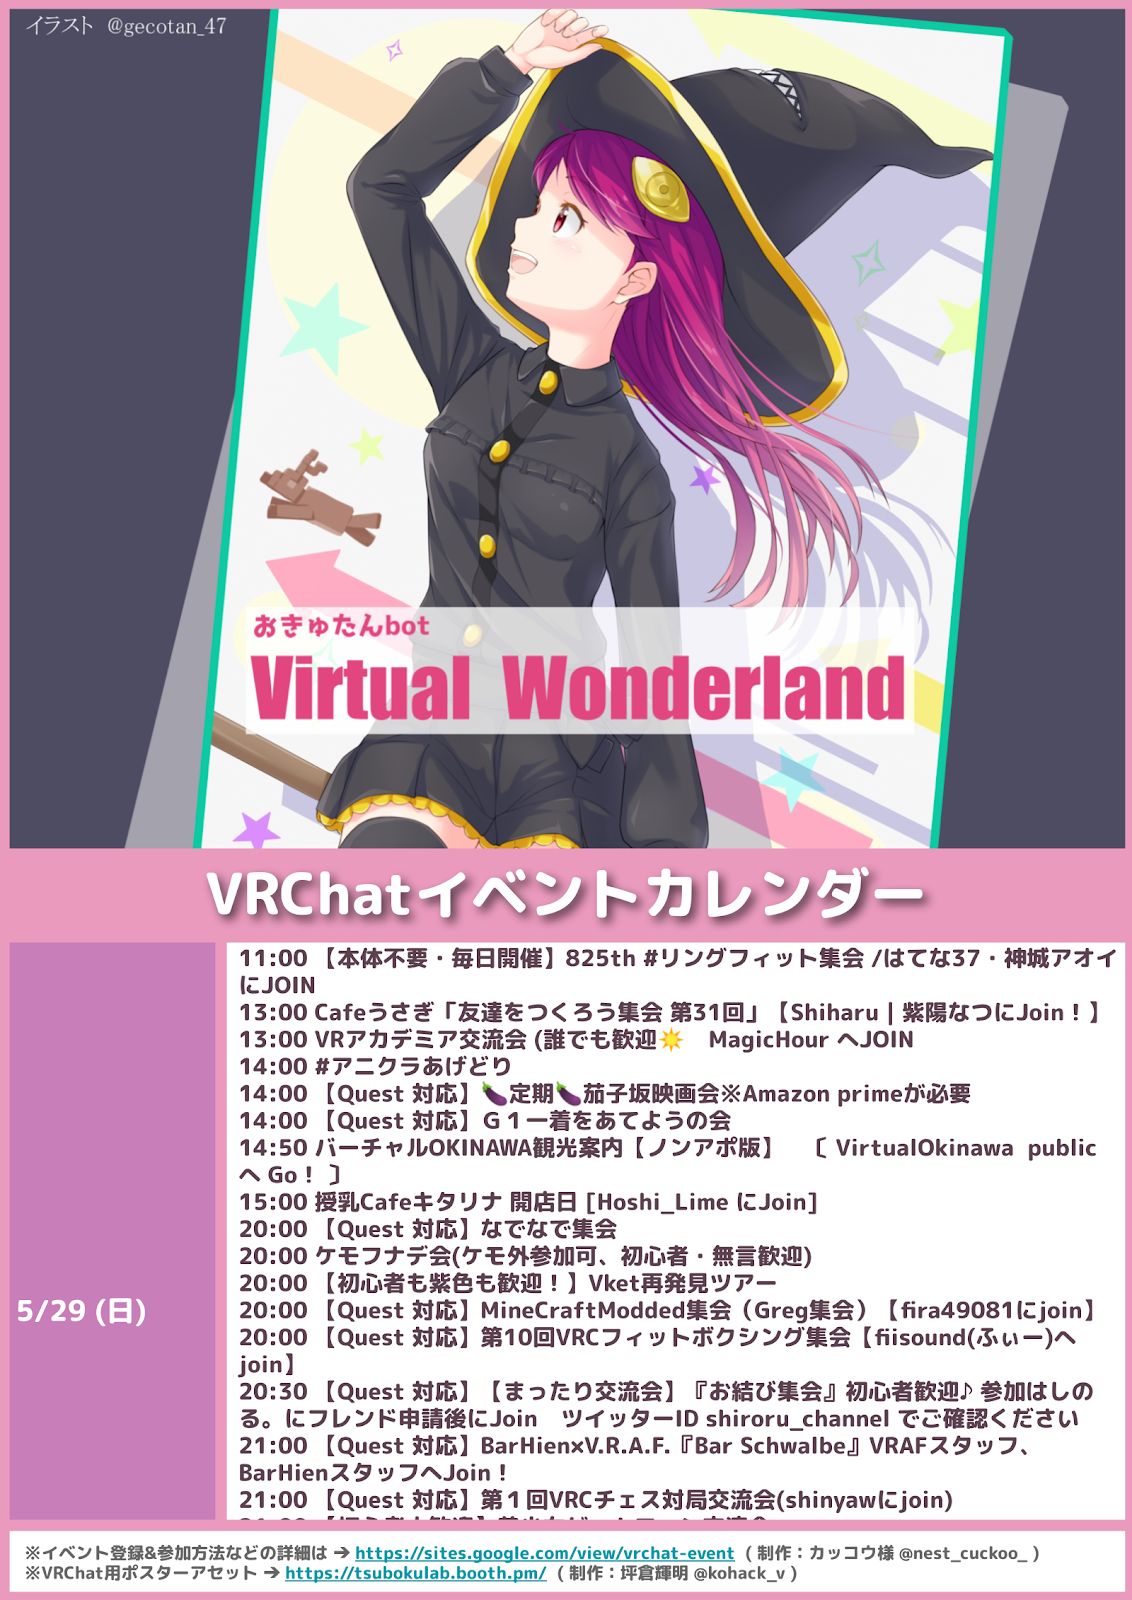 イラスト @gecotan_47
おきゅたんbot
Virtual Wonderland
VRChatイベントカレンダー
5/29 (日)
11:00 【本体不要・毎日開催】825th #リングフィット集会 /はてな37・神城アオイ
にJOIN
13:00 Cafeうさぎ「友達をつくろう集会 第31回」【Shiharu | 紫陽なつにJoin！】
13:00 VRアカデミア交流会 (誰でも歓迎☀️　MagicHour へJOIN
14:00 #アニクラあげどり
14:00 【Quest 対応】🍆定期🍆茄子坂映画会※Amazon primeが必要
14:00 【Quest 対応】Ｇ１一着をあてようの会
14:50 バーチャルOKINAWA観光案内【ノンアポ版】　〔 VirtualOkinawa public
へ Go！ 〕
15:00 授乳Cafeキタリナ 開店日 [Hoshi_Lime にJoin]
20:00 【Quest 対応】なでなで集会
20:00 ケモフナデ会(ケモ外参加可、初心者・無言歓迎)
20:00 【初心者も紫色も歓迎！】Vket再発見ツアー
20:00 【Quest 対応】MineCraftModded集会（Greg集会）【fira49081にjoin】
20:00 【Quest 対応】第10回VRCフィットボクシング集会【fiisound(ふぃー)へ
join】
20:30 【Quest 対応】【まったり交流会】『お結び集会』初心者歓迎♪ 参加はしの
る。にフレンド申請後にJoin　ツイッターID shiroru_channel でご確認ください
21:00 【Quest 対応】BarHien×V.R.A.F.『Bar Schwalbe』VRAFスタッフ、
BarHienスタッフへJoin！
21:00 【Quest 対応】第１回VRCチェス対局交流会(shinyawにjoin)
※イベント登録&参加方法などの詳細は ➔ https://sites.google.com/view/vrchat-event ( 制作：カッコウ様 @nest_cuckoo_ )
※VRChat用ポスターアセット ➔ https://tsubokulab.booth.pm/ ( 制作：坪倉輝明 @kohack_v )